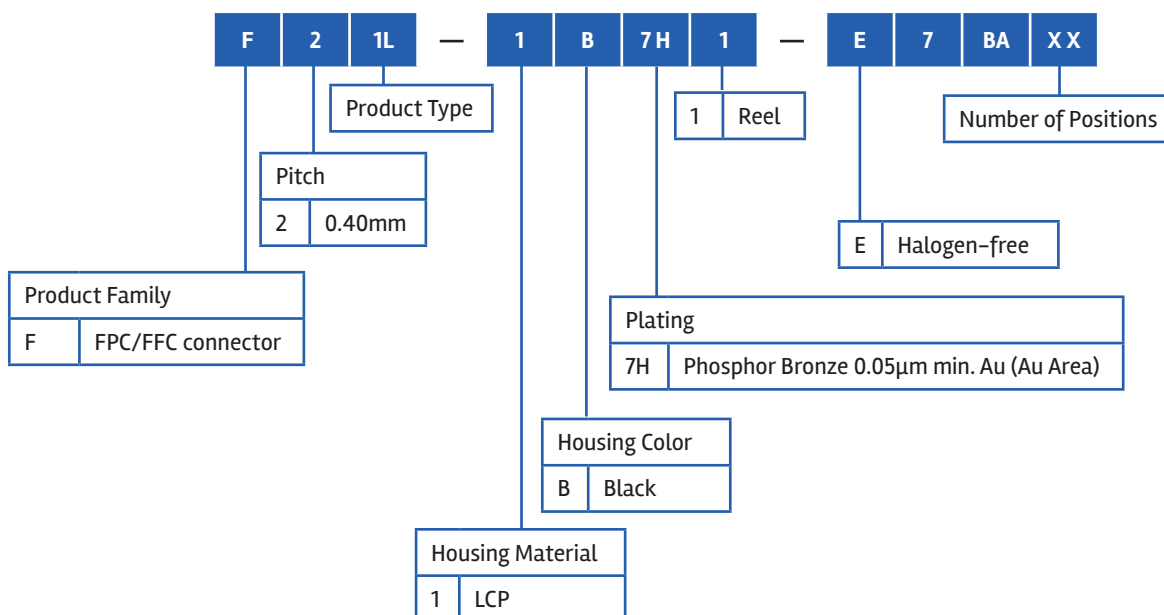 F 2 1L — 1 B 7H 1 — E 7 BA XX
Product Type
1 Reel
Number of Positions
Pitch
2 0.40mm
E Halogen-free
Product Family
F FPC/FFC connector
Plating
7H Phosphor Bronze 0.05μm min. Au (Au Area)
Housing Color
B Black
Housing Material
1 LCP